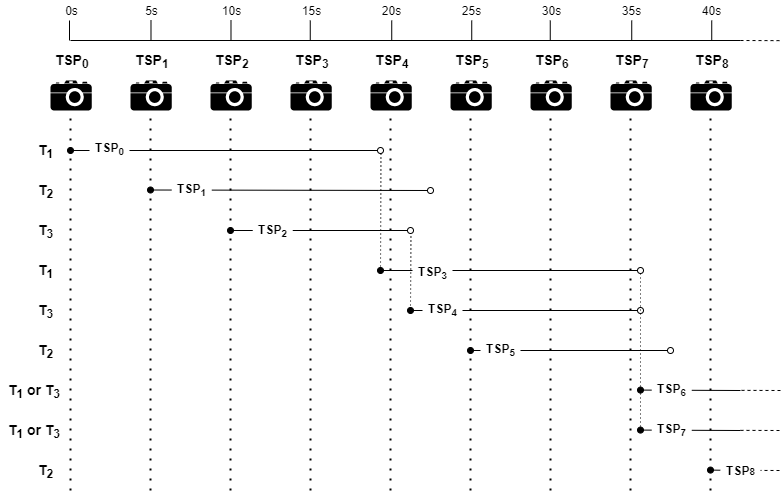 0s 5s 10s 15s 20s 25s 30s 35s 40s
TSP₀ TSP₁ TSP₂ TSP₃ TSP₄ TSP₅ TSP₆ TSP₇ TSP₈
T₁ TSP₀
T₂ TSP₁
T₃ TSP₂
T₁ TSP₃
T₃ TSP₄
T₂ TSP₅
T₁ or T₃ TSP₆
T₁ or T₃ TSP₇
T₂ TSP₈